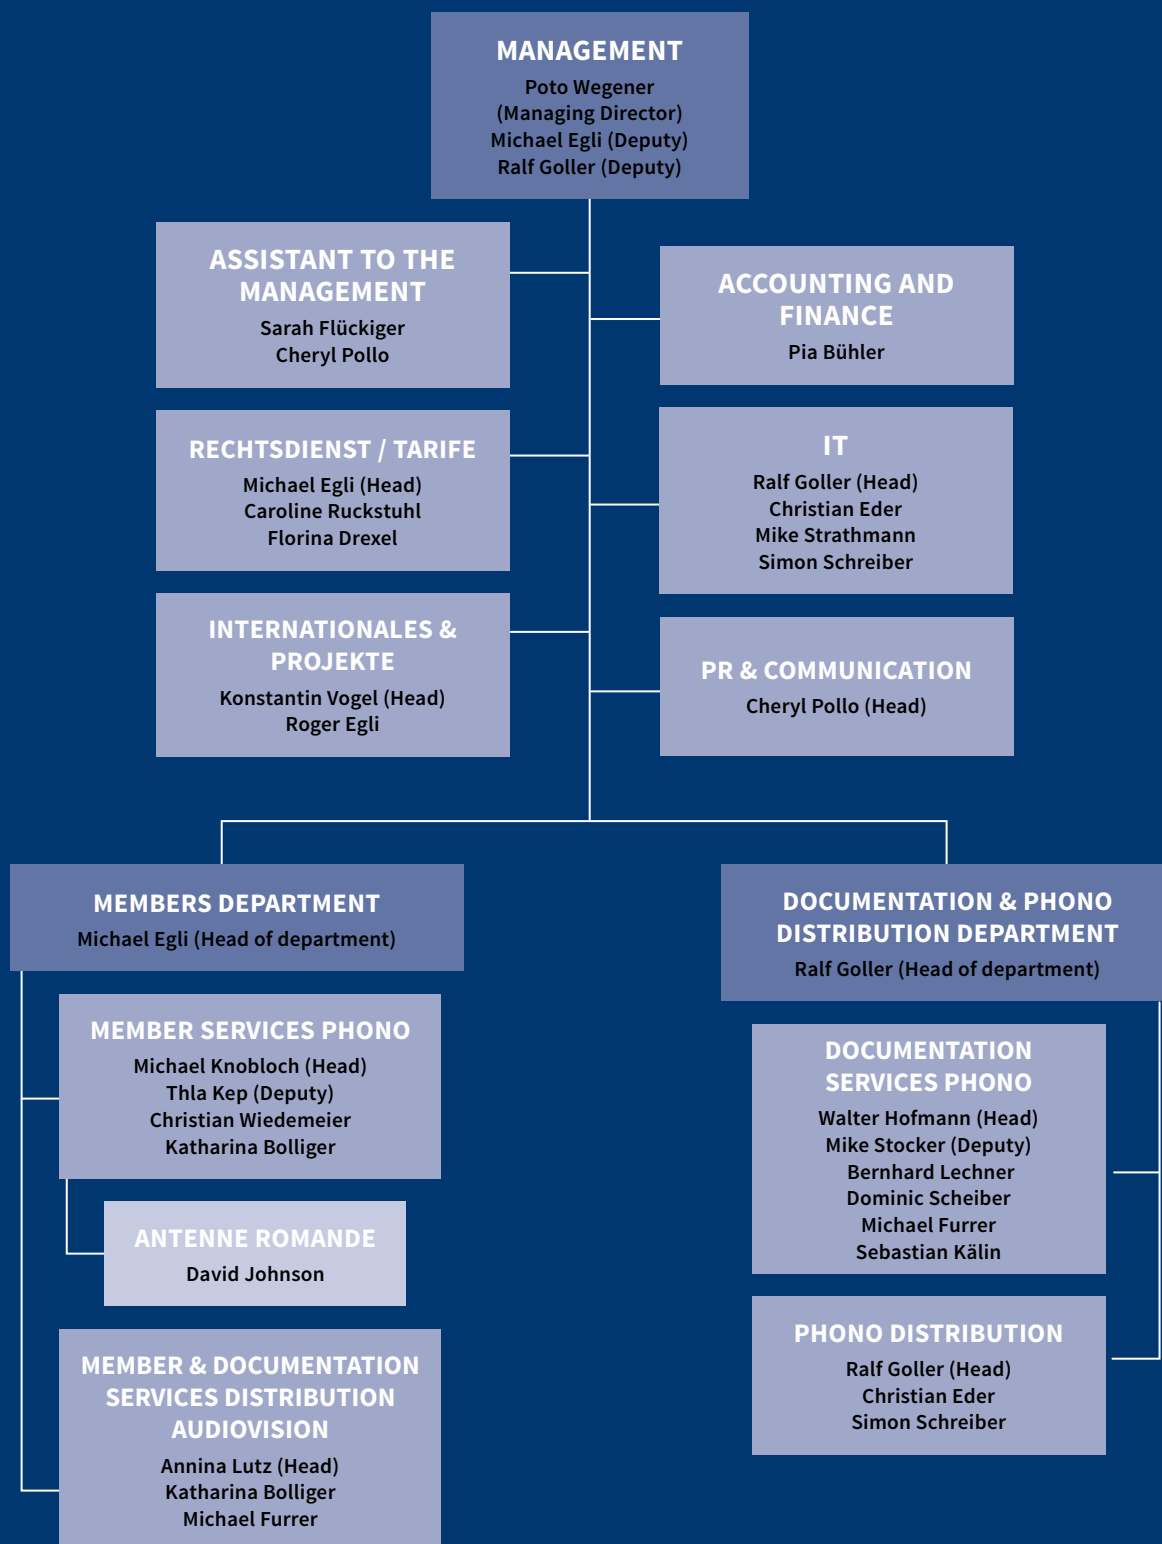 MANAGEMENT
Poto Wegener
(Managing Director)
Michael Egli (Deputy)
Ralf Goller (Deputy)
ASSISTANT TO THE
MANAGEMENT
Sarah Flückiger
Cheryl Pollo
ACCOUNTING AND
FINANCE
Pia Bühler
RECHTSDIENST / TARIFE
Michael Egli (Head)
Caroline Ruckstuhl
Florina Drexel
IT
Ralf Goller (Head)
Christian Eder
Mike Strathmann
Simon Schreiber
INTERNATIONALES &
PROJEKTE
Konstantin Vogel (Head)
Roger Egli
PR & COMMUNICATION
Cheryl Pollo (Head)
MEMBERS DEPARTMENT
Michael Egli (Head of department)
MEMBER SERVICES PHONO
Michael Knobloch (Head)
Thla Kep (Deputy)
Christian Wiedemeier
Katharina Bolliger
ANTENNE ROMANDE
David Johnson
MEMBER & DOCUMENTATION
SERVICES DISTRIBUTION
AUDIOVISION
Annina Lutz (Head)
Katharina Bolliger
Michael Furrer
DOCUMENTATION & PHONO
DISTRIBUTION DEPARTMENT
Ralf Goller (Head of department)
DOCUMENTATION
SERVICES PHONO
Walter Hofmann (Head)
Mike Stocker (Deputy)
Bernhard Lechner
Dominic Scheiber
Michael Furrer
Sebastian Kälin
PHONO DISTRIBUTION
Ralf Goller (Head)
Christian Eder
Simon Schreiber